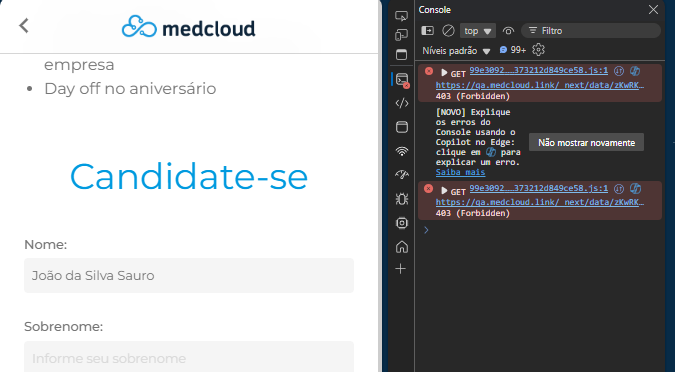 medcloud
empresa
Day off no aniversário
Candidate-se
Nome:
João da Silva Sauro
Sobrenome:
Informe seu sobrenome
Console
top
Filtro
Níveis padrão
99+
GET 99e3092...373212d849ce58.js:1
https://qa.medcloud.link/_next/data/zKwRK...
403 (Forbidden)
[NOVO] Explique
os erros do
Console usando o
Copilot no Edge:
clique em para
explicar um erro.
Saiba mais
Não mostrar novamente
GET 99e3092...373212d849ce58.js:1
https://qa.medcloud.link/_next/data/zKwRK...
403 (Forbidden)